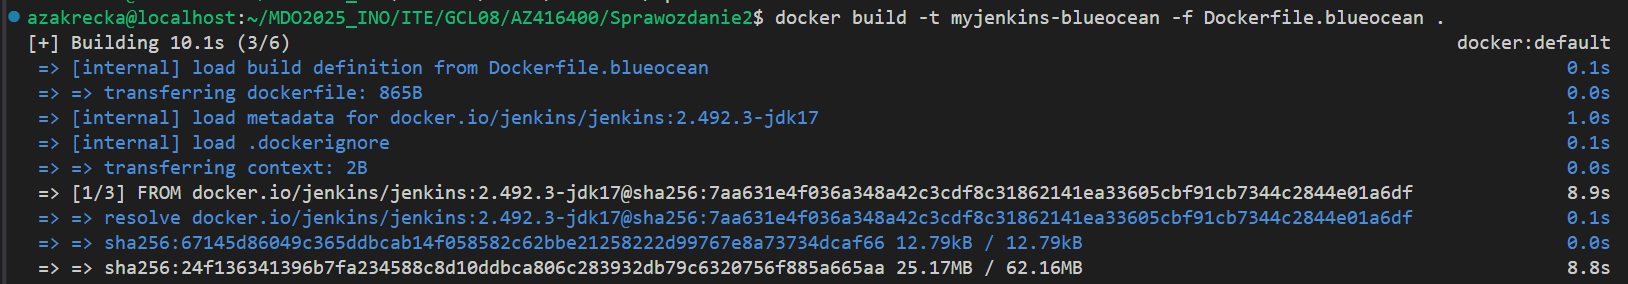 azakrecka@localhost:~/MDO2025_INO/ITE/GCL08/AZ416400/Sprawozdanie2$ docker build -t myjenkins-blueocean -f Dockerfile.blueocean .
[+] Building 10.1s (3/6) docker:default
=> [internal] load build definition from Dockerfile.blueocean 0.1s
=> => transferring dockerfile: 865B 0.0s
=> [internal] load metadata for docker.io/jenkins/jenkins:2.492.3-jdk17 1.0s
=> [internal] load .dockerignore 0.1s
=> => transferring context: 2B 0.0s
=> [1/3] FROM docker.io/jenkins/jenkins:2.492.3-jdk17@sha256:7aa631e4f036a348a42c3cdf8c31862141ea33605cbf91cb7344c2844e01a6df 8.9s
=> => resolve docker.io/jenkins/jenkins:2.492.3-jdk17@sha256:7aa631e4f036a348a42c3cdf8c31862141ea33605cbf91cb7344c2844e01a6df 0.1s
=> => sha256:67145d86049c365ddbcab14f058582c62bbe21258222d99767e8a73734dcaf66 12.79kB / 12.79kB 0.0s
=> => sha256:24f136341396b7fa234588c8d10ddbca806c283932db79c6320756f885a665aa 25.17MB / 62.16MB 8.8s